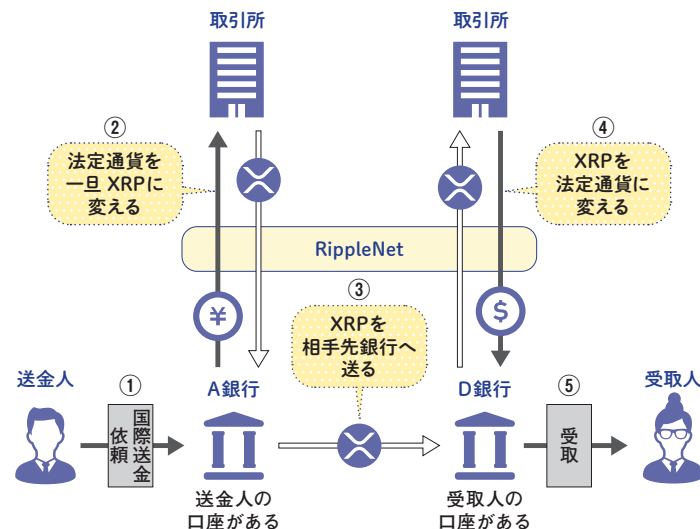 取引所
取引所
②
法定通貨を
一旦 XRPに
変える
④
XRPを
法定通貨に
変える
RippleNet
¥
③
XRPを
相手先銀行へ
送る
$
送金人
①
国際送金
依頼
A銀行
D銀行
⑤
受取
受取人
送金人の
口座がある
受取人の
口座がある